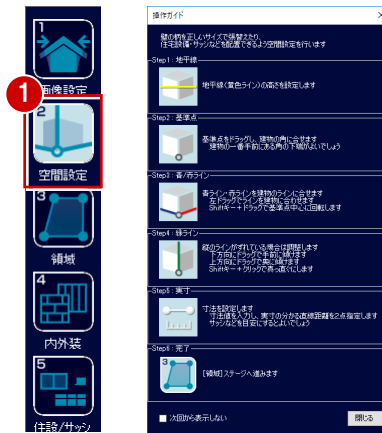 1
画像設定
1
2
空間設定
3
領域
4
内外装
5
住設/サッシ
操作ガイド
壁の柄を正しいサイズで張替えたり、
住宅設備・サッシなどを配置できるよう空間設定を行います
Step1：地平線
地平線(黄色ライン)の高さを設定します
Step2：基準点
基準点をドラッグし、建物の角に合せます
建物の一番手前にある角の下端がよいでしょう
Step3：青/赤ライン
青ライン・赤ラインを建物のラインに合せます
左ドラッグでラインを建物に合わせます
Shiftキー＋ドラッグで基準点中心に回転します
Step4：緑ライン
縦のラインがずれている場合は調整します
下方向にドラッグで手前に傾けます
上方向にドラッグで奥に傾けます
Shiftキー＋クリックで真っ直ぐにします
Step5：実寸
寸法を設定します
寸法値を入力し、実寸の分かる直線距離を2点指定します
サッシなどを目安にするとよいでしょう
Step6：完了
3
[領域]ステージへ進みます
次回から表示しない
閉じる